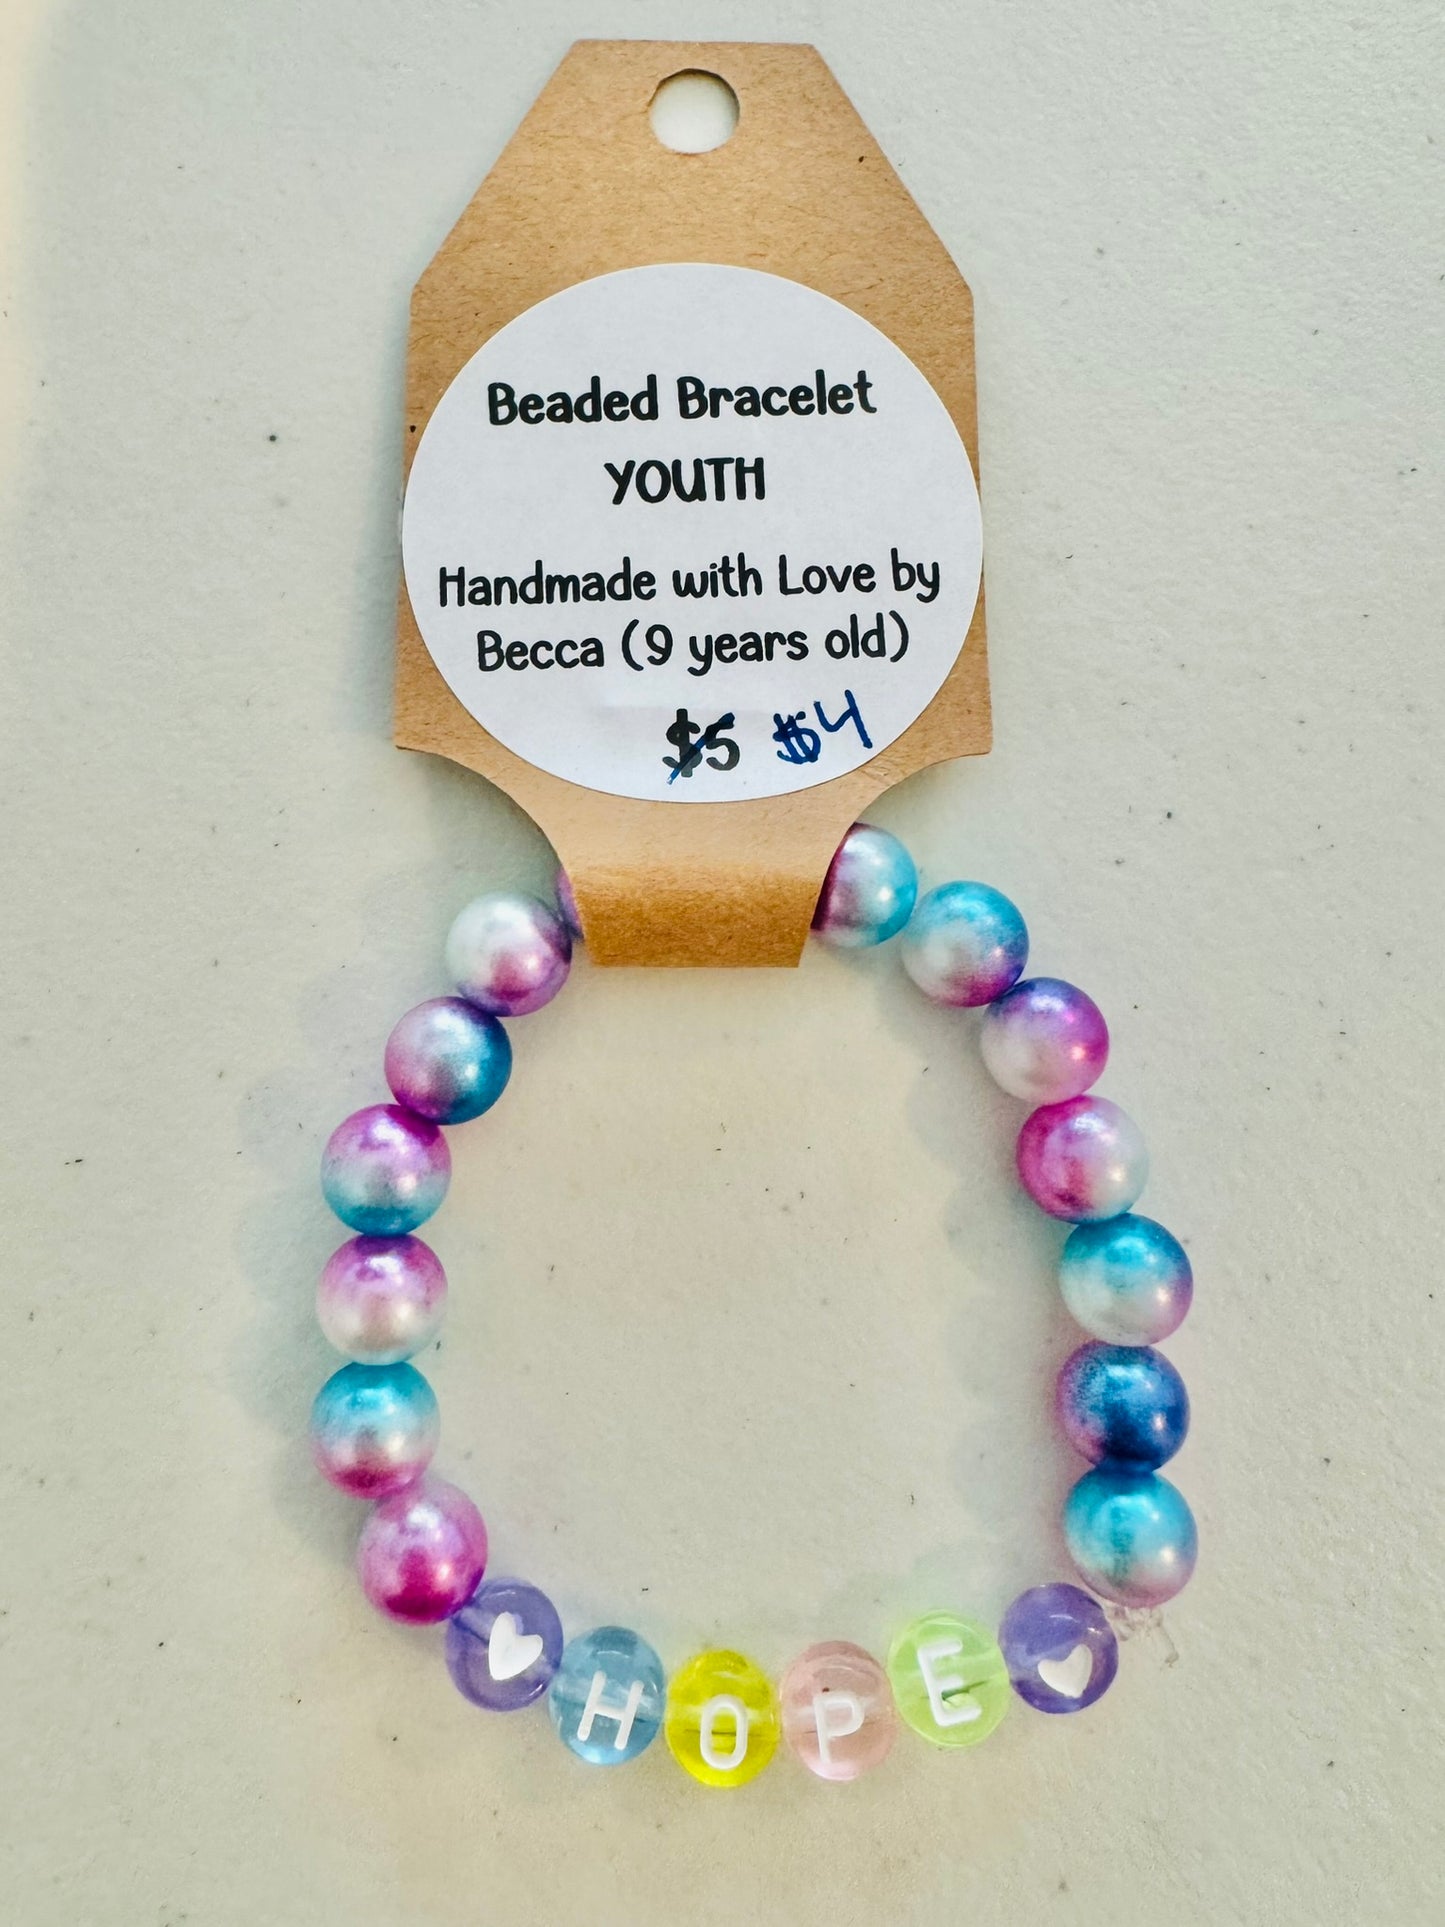 Beaded Bracelet
YOUTH
Handmade with Love by
Becca (9 years old)
$5 $4
HOPE